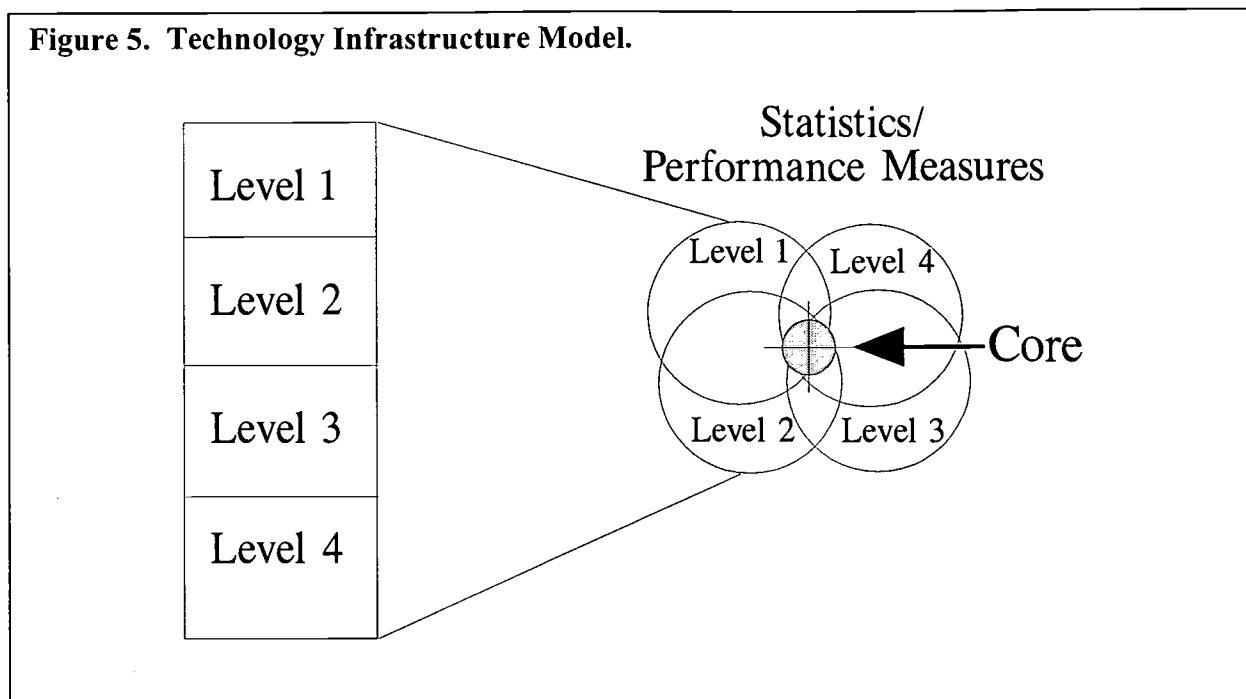 Figure 5. Technology Infrastructure Model.
Level 1
Level 2
Level 3
Level 4
Statistics/
Performance Measures
Level 1
Level 4
Core
Level 2
Level 3